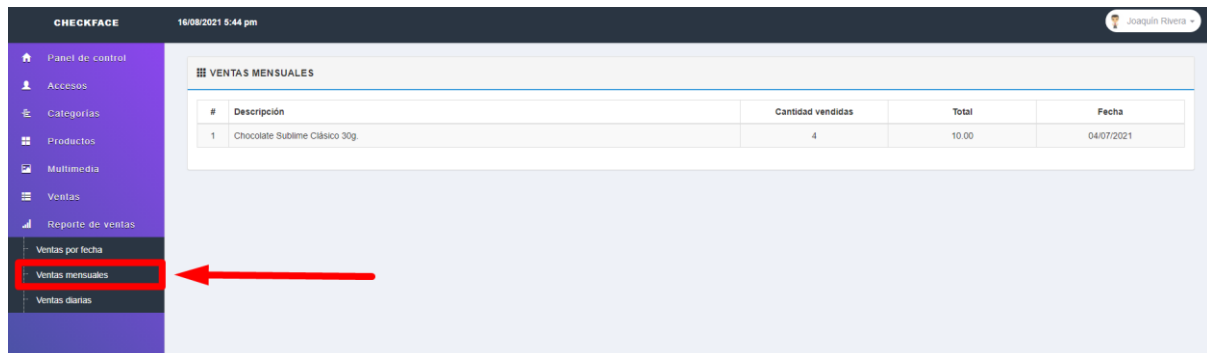 CHECKFACE
16/08/2021 5:44 pm
Joaquín Rivera
Panel de control
Accesos
Categorías
Productos
Multimedia
Ventas
Reporte de ventas
Ventas por fecha
Ventas mensuales
Ventas diarias
VENTAS MENSUALES
# Descripción Cantidad vendidas Total Fecha
1 Chocolate Sublime Clásico 30g. 4 10.00 04/07/2021